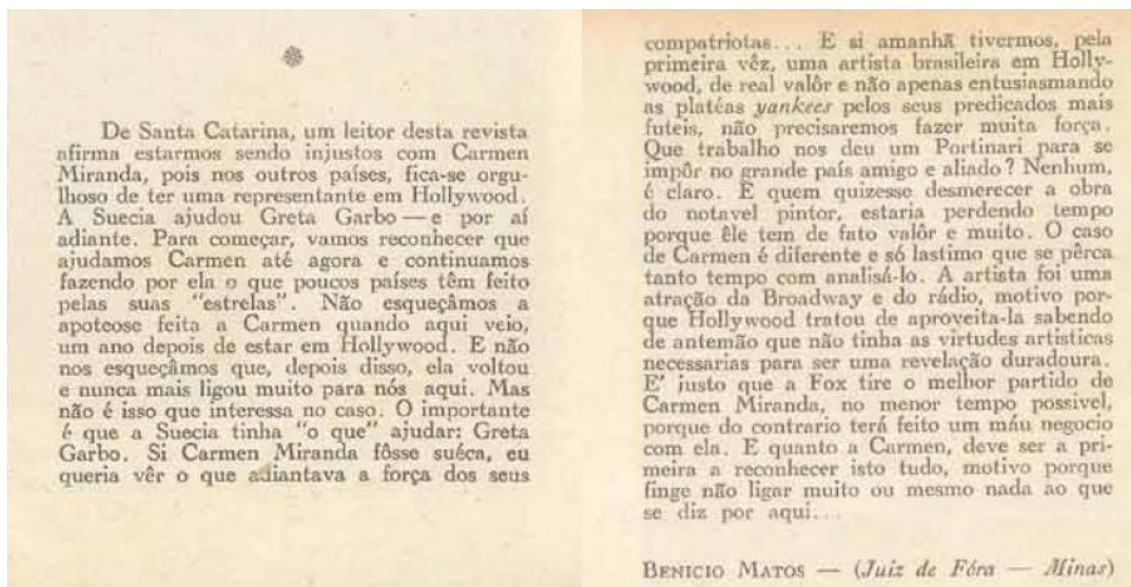 De Santa Catarina, um leitor desta revista
afirma estarmos sendo injustos com Carmen
Miranda, pois nos outros países, fica-se orgu-
lhoso de ter uma representante em Hollywood.
A Suecia ajudou Greta Garbo — e por aí
adiante. Para começar, vamos reconhecer que
ajudamos Carmen até agora e continuamos
fazendo por ela o que poucos países têm feito
pelas suas "estrelas". Não esqueçâmos a
apoteose feita a Carmen quando aqui veio,
um ano depois de estar em Hollywood. E não
nos esqueçâmos que, depois disso, ela voltou
e nunca mais ligou muito para nós aqui. Mas
não é isso que interessa no caso. O importante
é que a Suecia tinha "o que" ajudar: Greta
Garbo. Si Carmen Miranda fôsse suéca, eu
queria vêr o que adiantava a força dos seus
compatriotas... E si amanhã tivermos, pela
primeira vêz, uma artista brasileira em Holly-
wood, de real valôr e não apenas entusiasmando
as platéas yankees pelos seus predicados mais
futeis, não precisaremos fazer muita força.
Que trabalho nos deu um Portinari para se
impôr no grande país amigo e aliado? Nenhum,
é claro. E quem quizesse desmerecer a obra
do notavel pintor, estaria perdendo tempo
porque êle tem de fato valôr e muito. O caso
de Carmen é diferente e só lastimo que se pêrca
tanto tempo com analisá-lo. A artista foi uma
atração da Broadway e do rádio, motivo por-
que Hollywood tratou de aproveita-la sabendo
de antemão que não tinha as virtudes artisticas
necessarias para ser uma revelação duradoura.
E' justo que a Fox tire o melhor partido de
Carmen Miranda, no menor tempo possivel,
porque do contrario terá feito um máu negocio
com ela. E quanto a Carmen, deve ser a pri-
meira a reconhecer isto tudo, motivo porque
finge não ligar muito ou mesmo nada ao que
se diz por aqui...
BENICIO MATOS — (Juiz de Fóra — Minas)